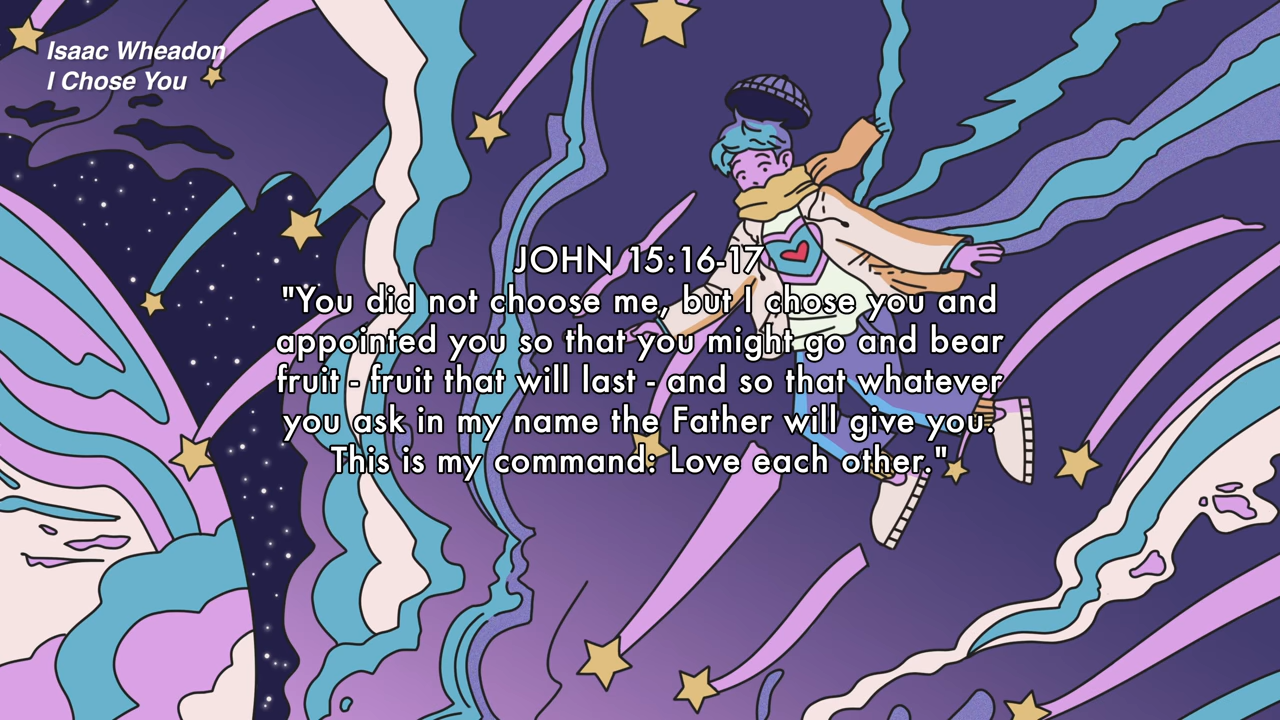 Isaac Wheadon
I Chose You
JOHN 15:16-17
"You did not choose me, but I chose you and
appointed you so that you might go and bear
fruit - fruit that will last - and so that whatever
you ask in my name the Father will give you.
This is my command: Love each other."